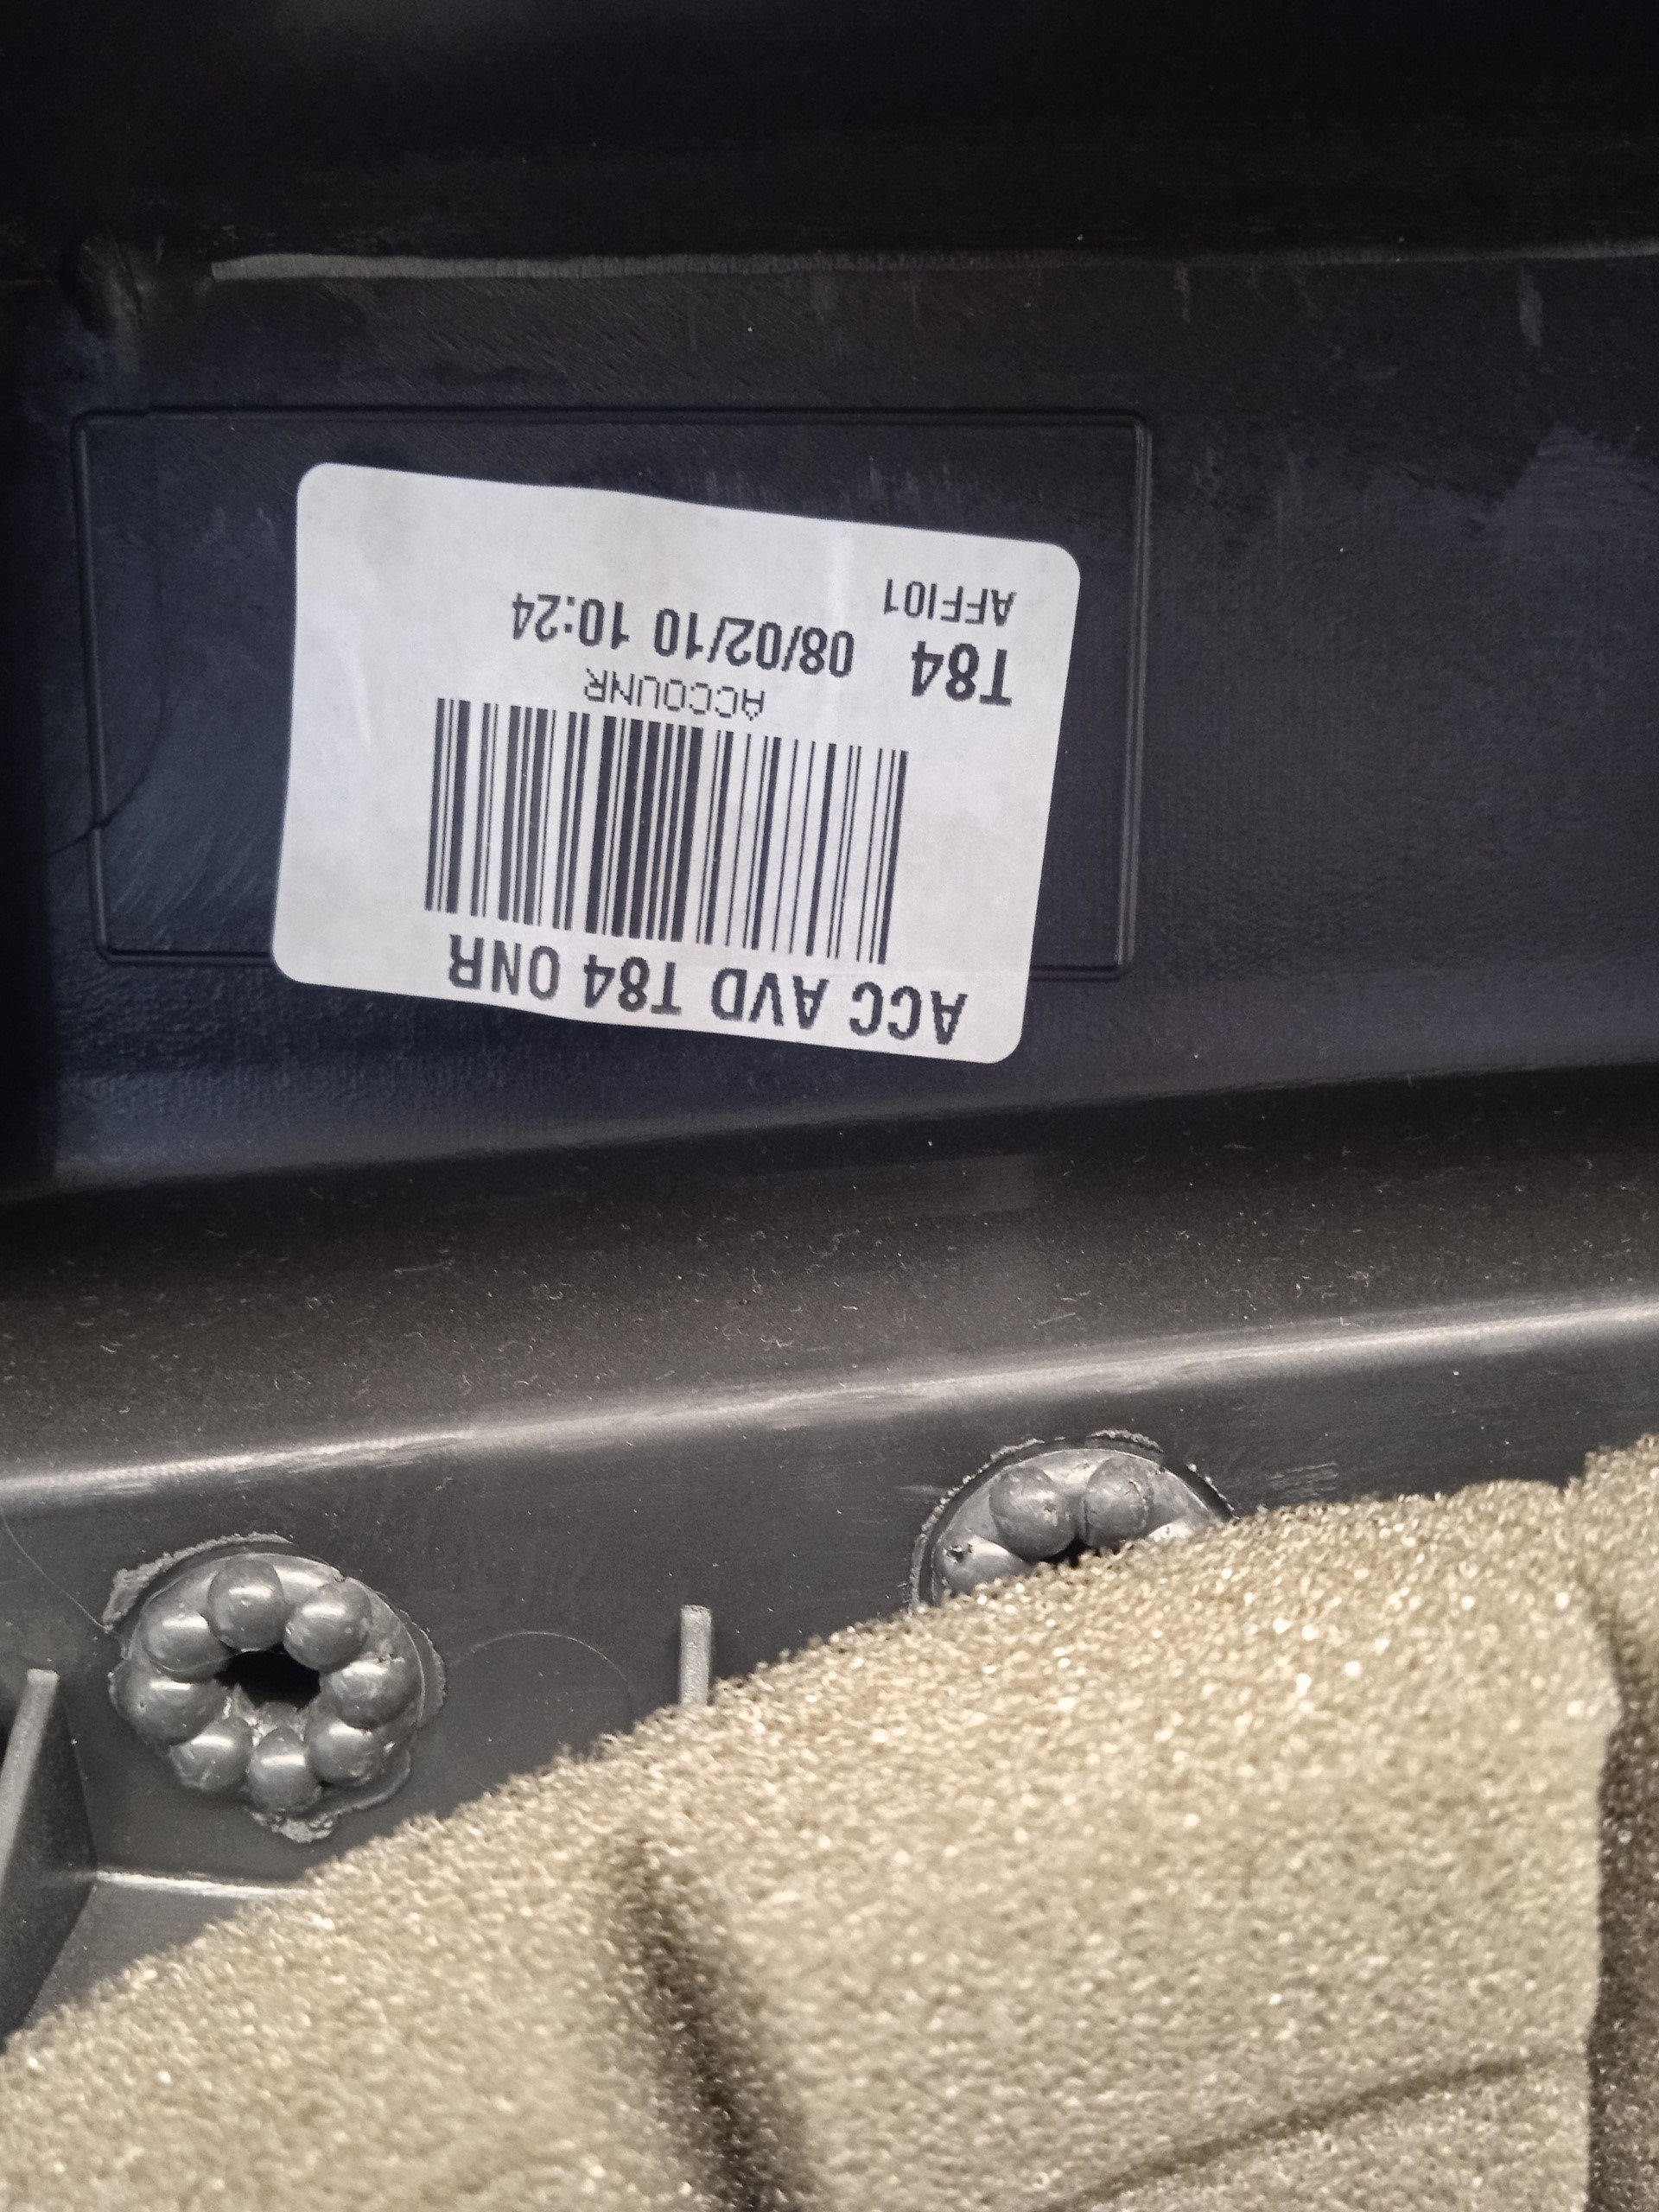 ACC AVD T84 ONR
ACCOUNR
T84 08/02/10 10:24
AFFI01